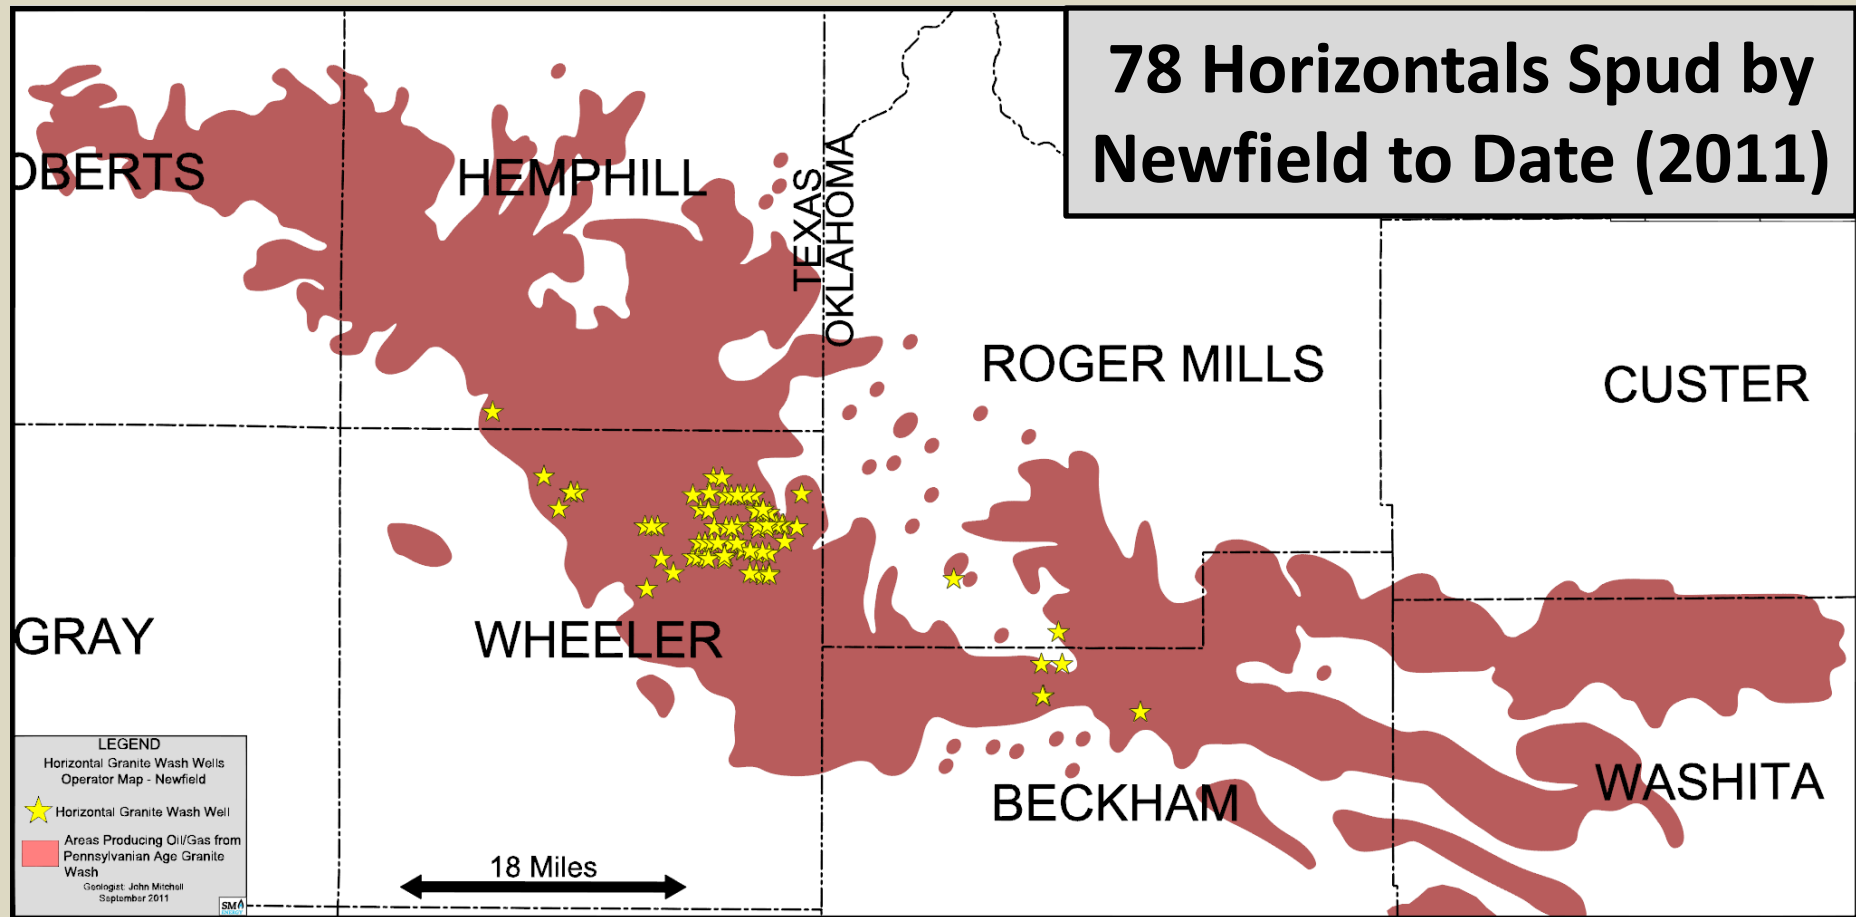 78 Horizontals Spud by
Newfield to Date (2011)
OBERTS
HEMPHILL
TEXAS
OKLAHOMA
ROGER MILLS
CUSTER
GRAY
WHEELER
BECKHAM
WASHITA
18 Miles
LEGEND
Horizontal Granite Wash Wells
Operator Map - Newfield
Horizontal Granite Wash Well
Areas Producing Oil/Gas from
Pennsylvanian Age Granite
Wash
Geologist: John Mitchell
September 2011
SM
ENERGY